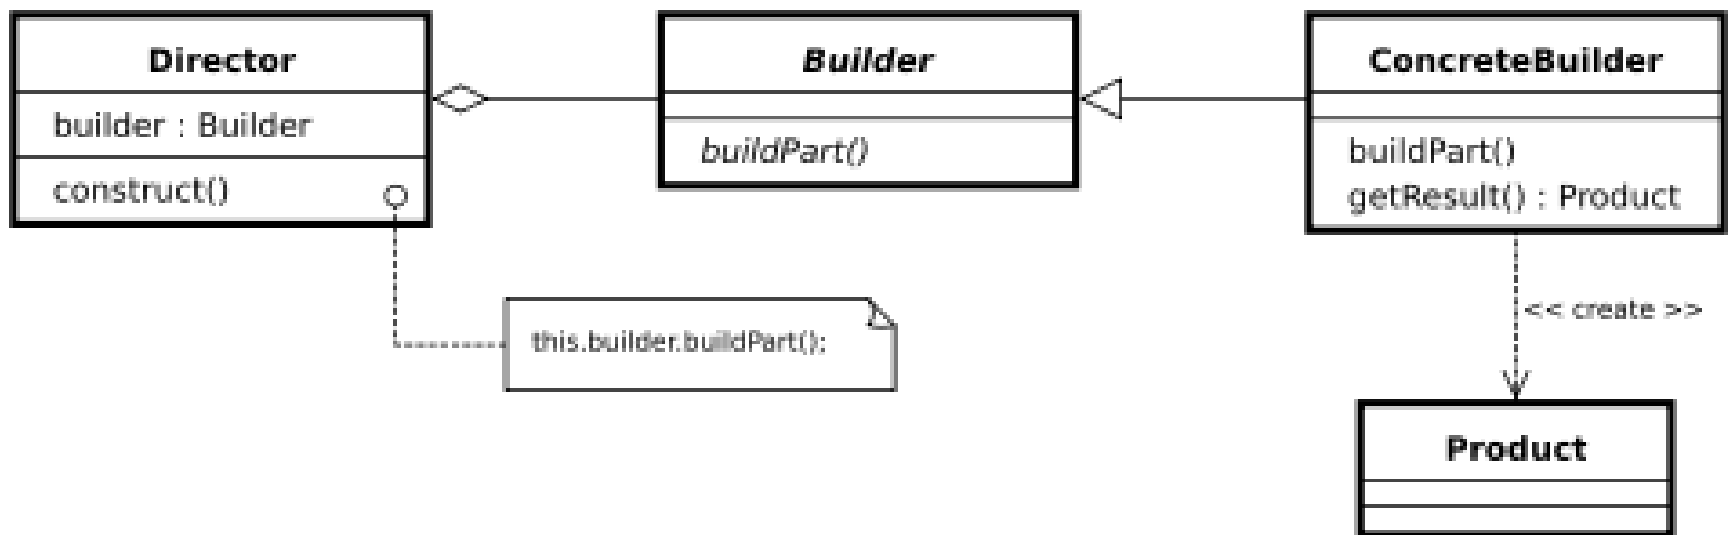 Director
builder : Builder
construct()
Builder
buildPart()
ConcreteBuilder
buildPart()
getResult() : Product
this.builder.buildPart();
<< create >>
Product